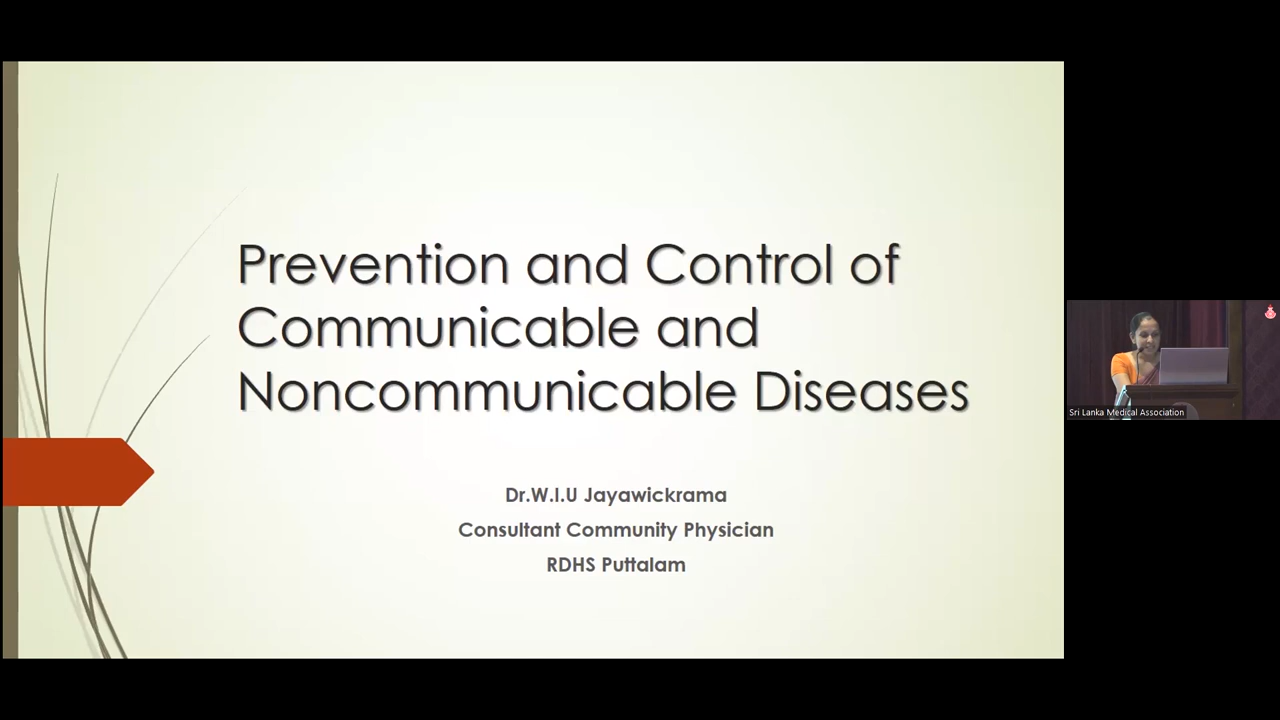 Prevention and Control of
Communicable and
Noncommunicable Diseases
Dr.W.I.U Jayawickrama
Consultant Community Physician
RDHS Puttalam
Sri Lanka Medical Association